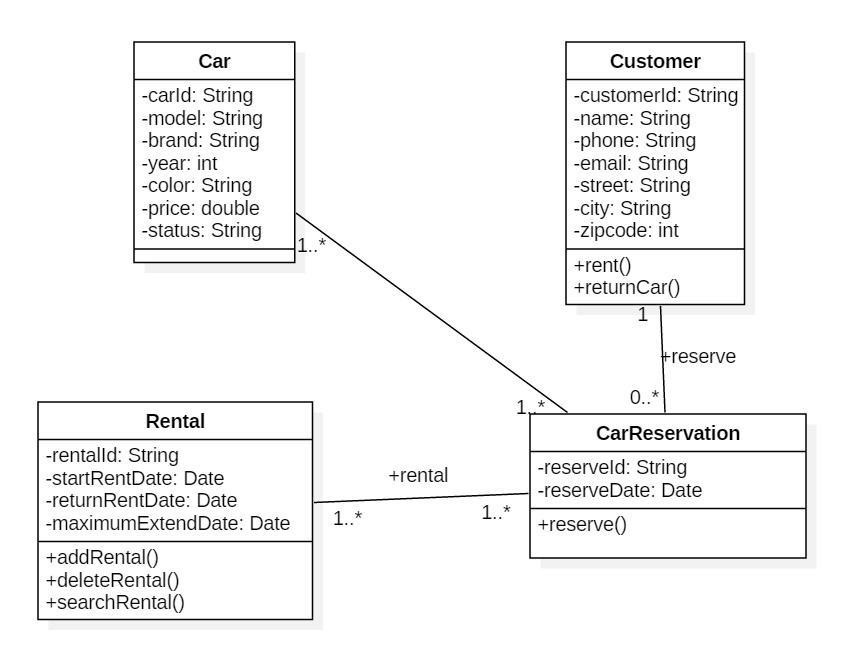 Car
-carId: String
-model: String
-brand: String
-year: int
-color: String
-price: double
-status: String
1..*
Customer
-customerId: String
-name: String
-phone: String
-email: String
-street: String
-city: String
-zipcode: int
+rent()
+returnCar()
1
+reserve
0..*
1..*
Rental
-rentalId: String
-startRentDate: Date
-returnRentDate: Date
-maximumExtendDate: Date
+addRental()
+deleteRental()
+searchRental()
+rental
1..*
1..*
CarReservation
-reserveId: String
-reserveDate: Date
+reserve()